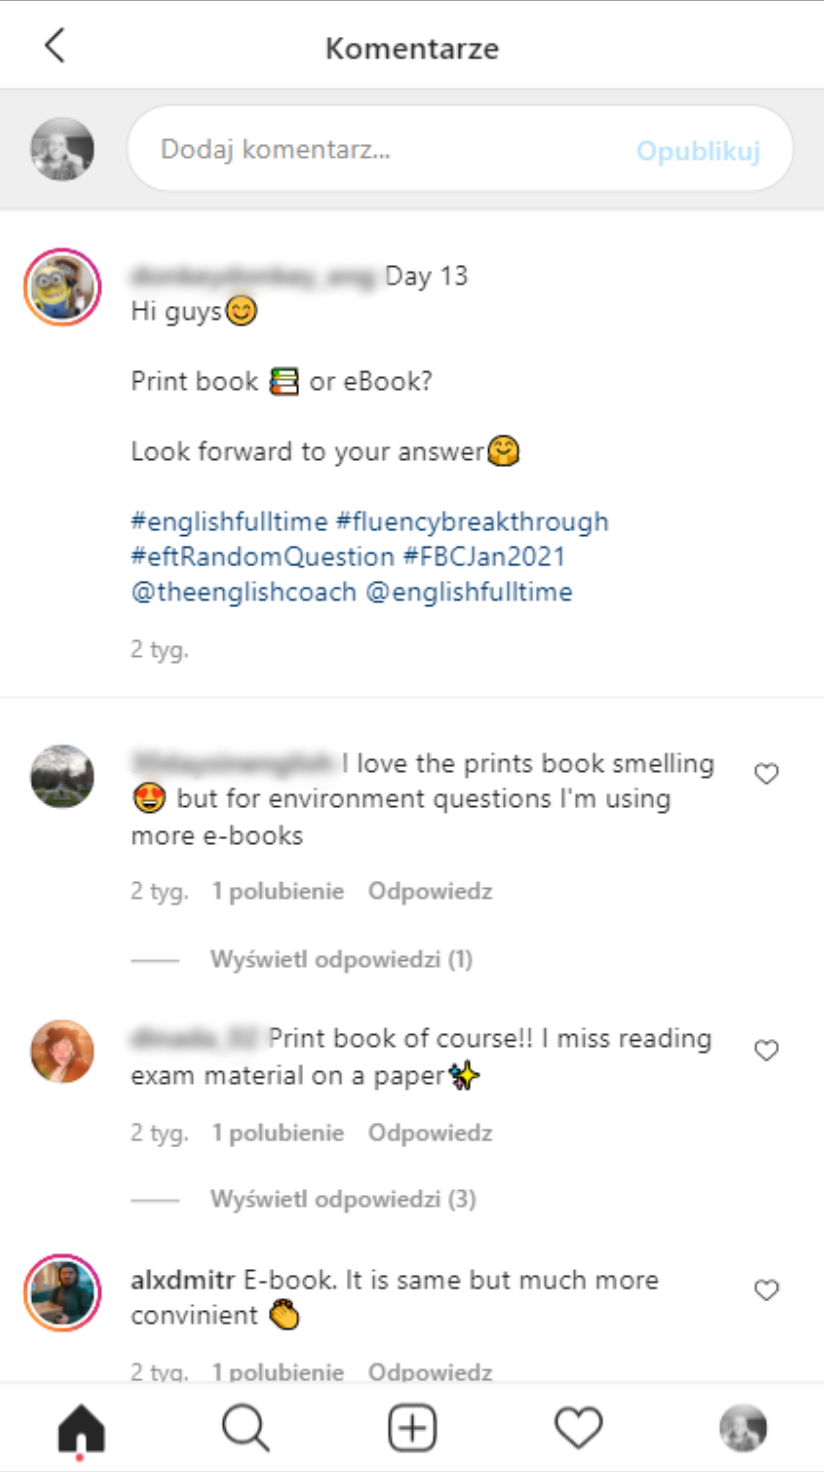 Komentarze
Dodaj komentarz...
Opublikuj
Day 13
Hi guys😊
Print book 📚 or eBook?
Look forward to your answer🤗
#englishfulltime #fluencybreakthrough
#eftRandomQuestion #FBCJan2021
@theenglishcoach @englishfulltime
2 tyg.
I love the prints book smelling
😍 but for environment questions I'm using
more e-books
2 tyg. 1 polubienie Odpowiedz
Wyświetl odpowiedzi (1)
Print book of course!! I miss reading
exam material on a paper✨
2 tyg. 1 polubienie Odpowiedz
Wyświetl odpowiedzi (3)
alxdmitr E-book. It is same but much more
convinient 👏
2 tyg. 1 polubienie Odpowiedz